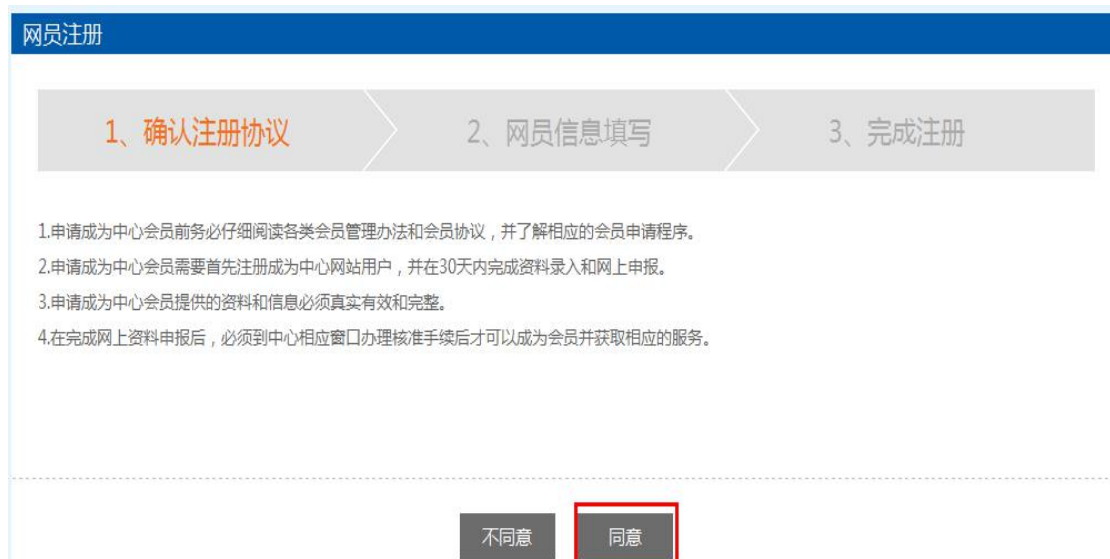 网员注册
1、确认注册协议
2、网员信息填写
3、完成注册
1.申请成为中心会员前务必仔细阅读各类会员管理办法和会员协议，并了解相应的会员申请程序。
2.申请成为中心会员需要首先注册成为中心网站用户，并在30天内完成资料录入和网上申报。
3.申请成为中心会员提供的资料和信息必须真实有效和完整。
4.在完成网上资料申报后，必须到中心相应窗口办理核准手续后才可以成为会员并获取相应的服务。
不同意
同意